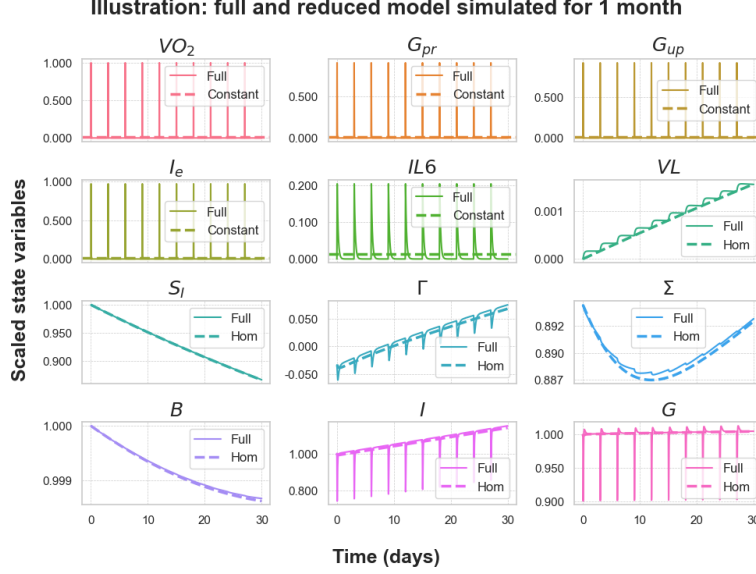 Illustration: full and reduced model simulated for 1 month
VO₂
G_pr
G_up
1.000
0.500
0.000
Full
Constant
0.500
0.000
Full
Constant
0.500
0.000
Full
Constant
I_e
IL6
VL
1.000
0.500
0.000
Full
Constant
0.200
0.100
0.000
Full
Constant
0.001
0.000
Full
Hom
S_I
Γ
Σ
1.000
0.950
0.900
Full
Hom
0.050
0.000
-0.050
Full
Hom
0.892
0.890
0.887
Full
Hom
B
I
G
1.000
0.999
Full
Hom
1.000
0.800
Full
Hom
1.000
0.950
0.900
Full
Hom
0 10 20 30
0 10 20 30
0 10 20 30
Scaled state variables
Time (days)